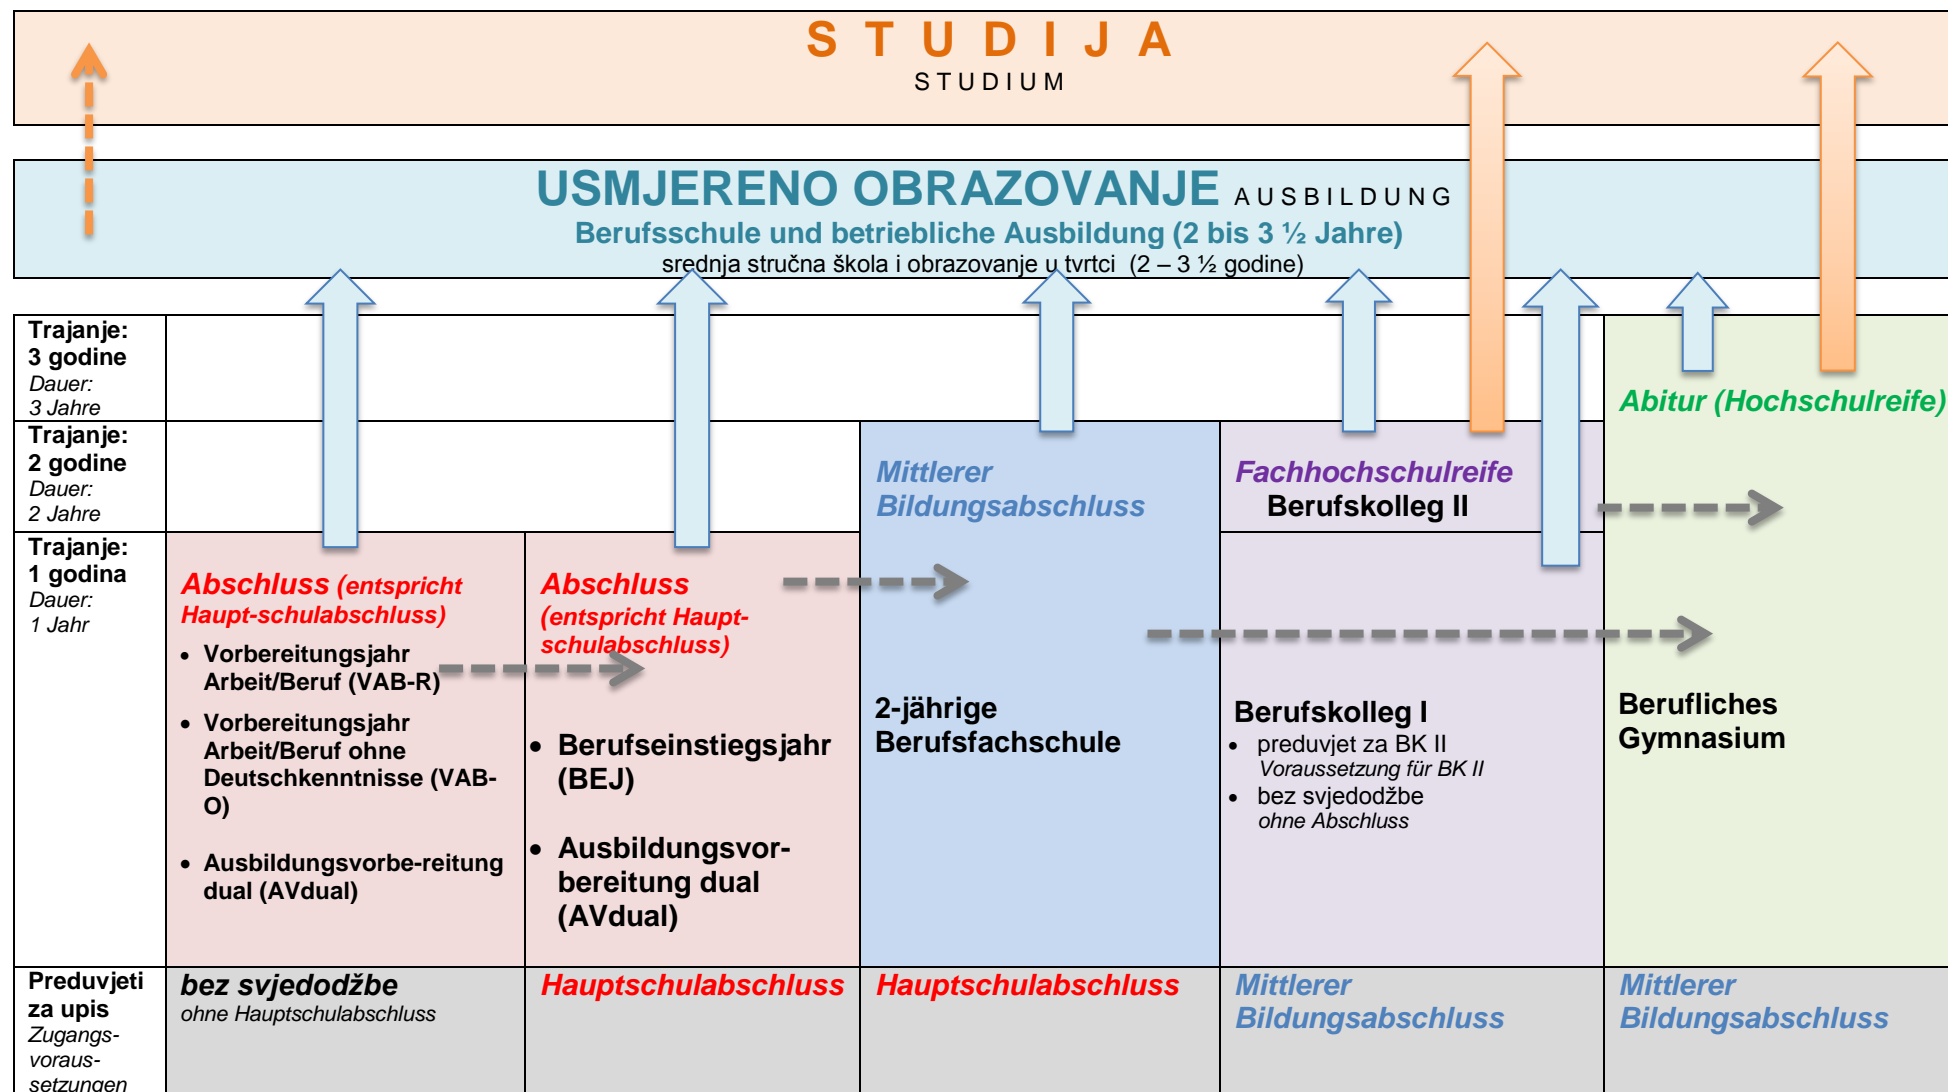 S T U D I J A
S T U D I U M
USMJERENO OBRAZOVANJE A U S B I L D U N G
Berufsschule und betriebliche Ausbildung (2 bis 3 ½ Jahre)
srednja stručna škola i obrazovanje u tvrtci (2 – 3 ½ godine)
Trajanje:
3 godine
Dauer:
3 Jahre
Abitur (Hochschulreife)
Trajanje:
2 godine
Dauer:
2 Jahre
Mittlerer
Bildungsabschluss
Fachhochschulreife
Berufskolleg II
Trajanje:
1 godina
Dauer:
1 Jahr
Abschluss (entspricht
Haupt-schulabschluss)
• Vorbereitungsjahr
Arbeit/Beruf (VAB-R)
• Vorbereitungsjahr
Arbeit/Beruf ohne
Deutschkenntnisse (VAB-
O)
• Ausbildungsvorbe-reitung
dual (AVdual)
Abschluss
(entspricht Haupt-
schulabschluss)
• Berufseinstiegsjahr
(BEJ)
• Ausbildungsvor-
bereitung dual
(AVdual)
2-jährige
Berufsfachschule
Berufskolleg I
• preduvjet za BK II
Voraussetzung für BK II
• bez svjedodžbe
ohne Abschluss
Berufliches
Gymnasium
Preduvjeti
za upis
Zugangs-
voraus-
setzungen
bez svjedodžbe
ohne Hauptschulabschluss
Hauptschulabschluss
Hauptschulabschluss
Mittlerer
Bildungsabschluss
Mittlerer
Bildungsabschluss